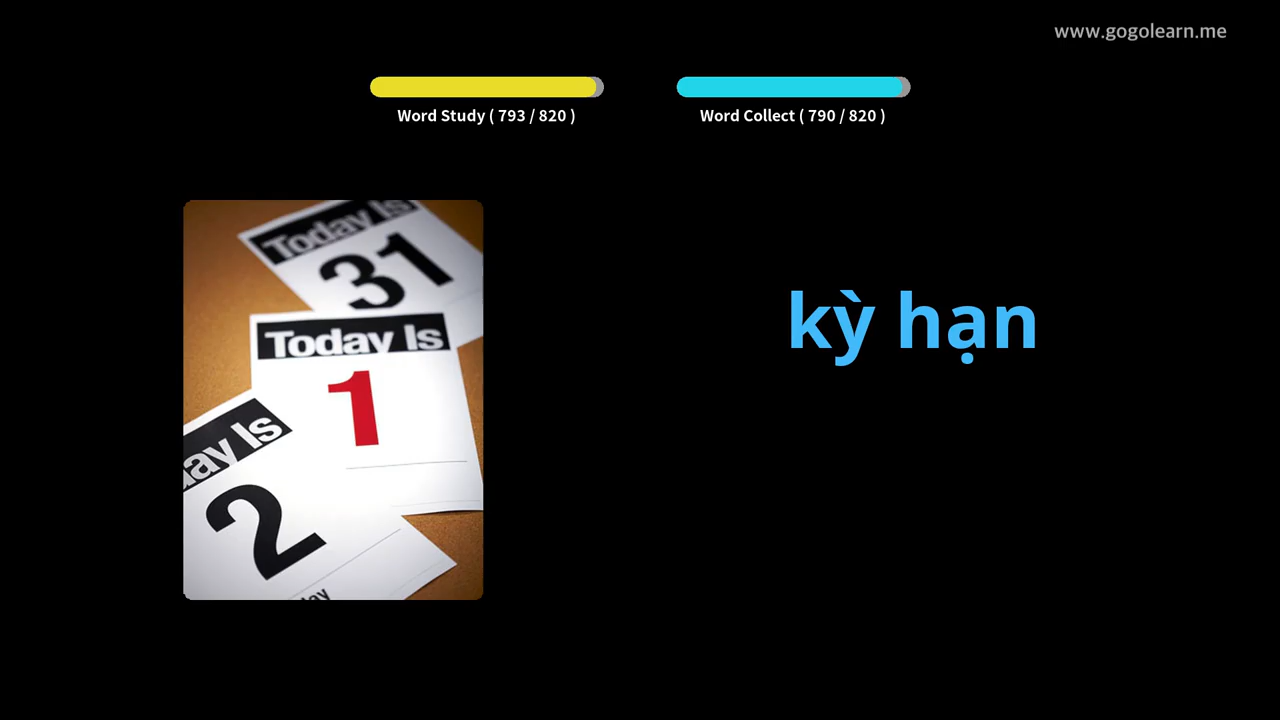 www.gogolearn.me
Word Study ( 793 / 820 )
Word Collect ( 790 / 820 )
Today Is
31
Today Is
1
ay Is
2
kỳ hạn